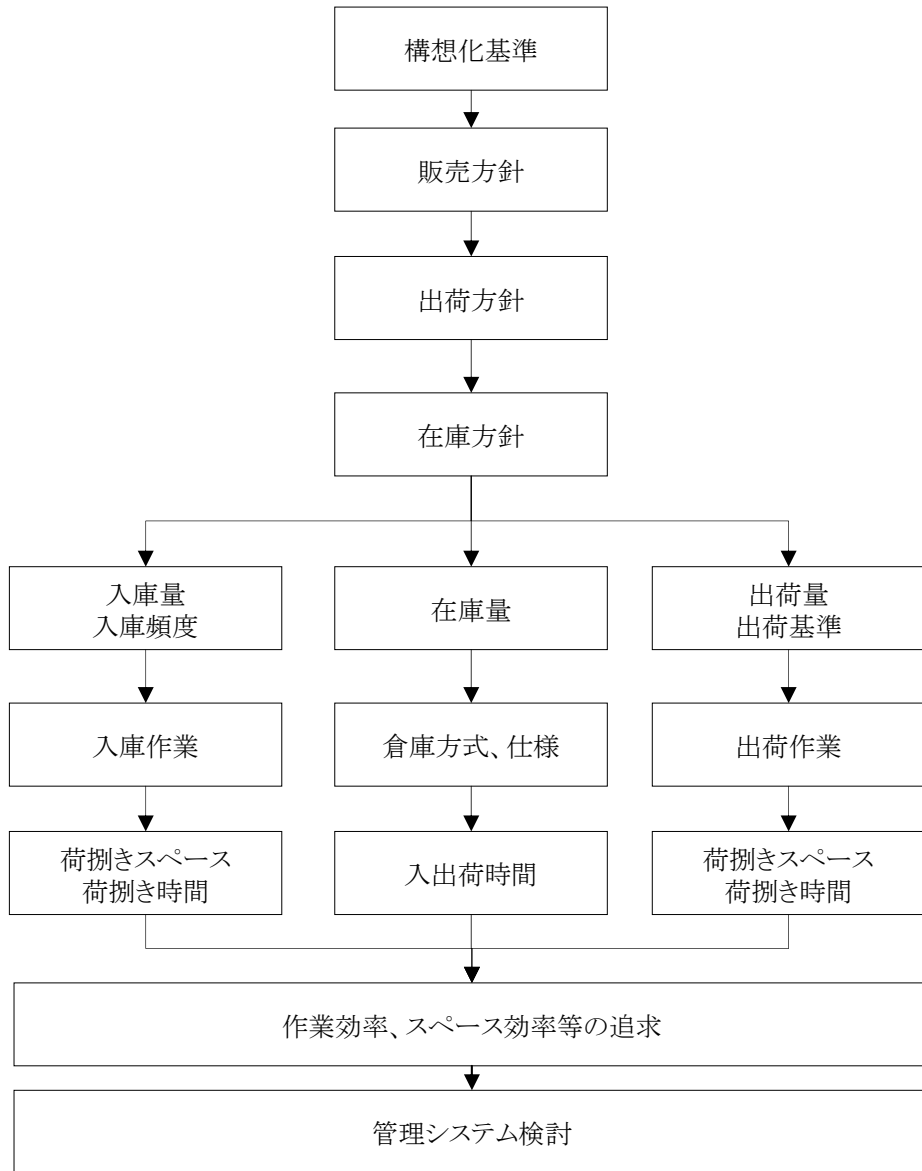 構想化基準
販売方針
出荷方針
在庫方針
入庫量
入庫頻度
在庫量
出荷量
出荷基準
入庫作業
倉庫方式、仕様
出荷作業
荷捌きスペース
荷捌き時間
入出荷時間
荷捌きスペース
荷捌き時間
作業効率、スペース効率等の追求
管理システム検討